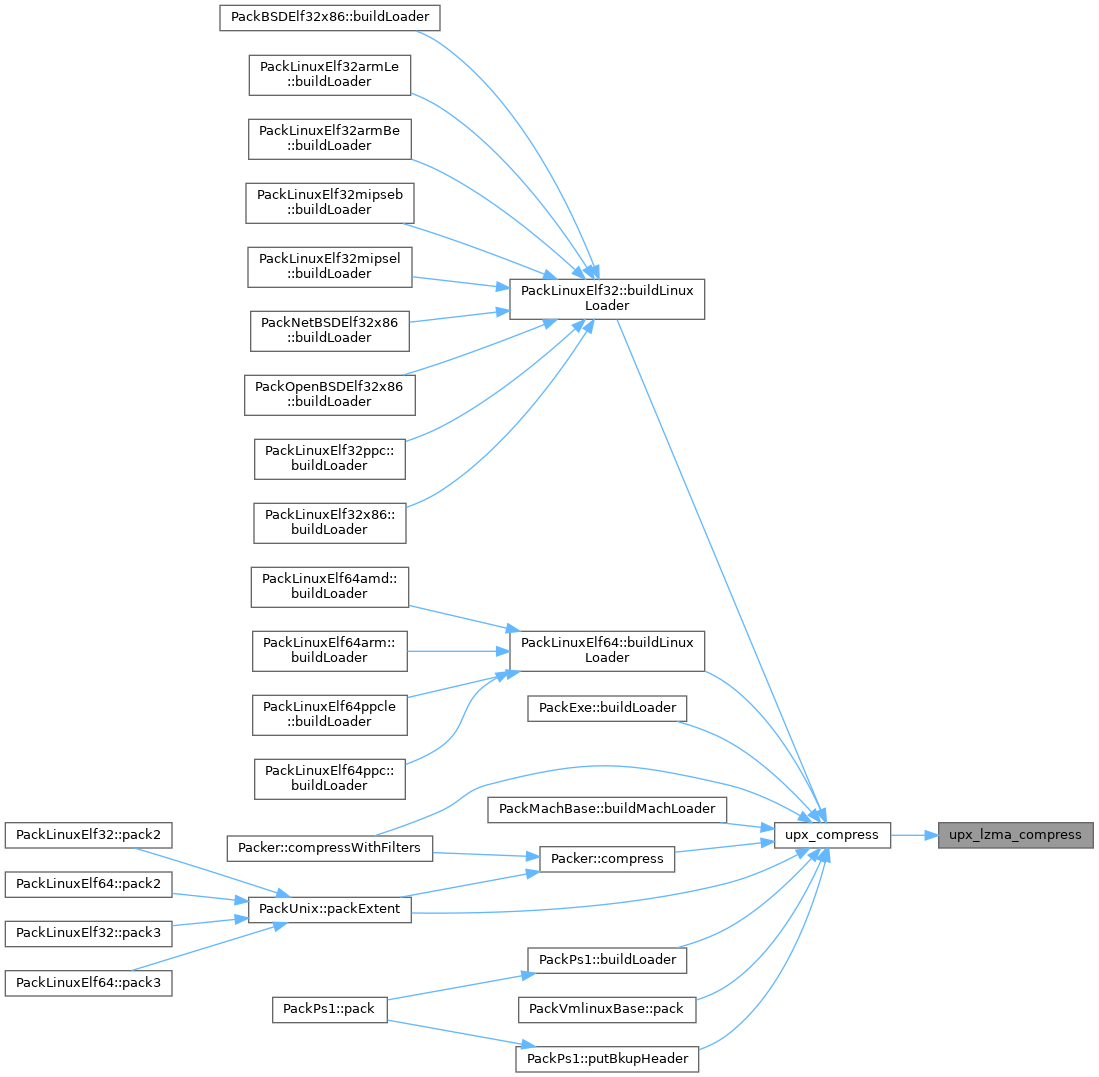 PackBSDElf32x86::buildLoader
PackLinuxElf32armLe
::buildLoader
PackLinuxElf32armBe
::buildLoader
PackLinuxElf32mipseb
::buildLoader
PackLinuxElf32mipsel
::buildLoader
PackLinuxElf32::buildLinux
Loader
PackNetBSDElf32x86
::buildLoader
PackOpenBSDElf32x86
::buildLoader
PackLinuxElf32ppc::
buildLoader
PackLinuxElf32x86::
buildLoader
PackLinuxElf64amd::
buildLoader
PackLinuxElf64arm::
buildLoader
PackLinuxElf64::buildLinux
Loader
PackLinuxElf64ppcle
::buildLoader
PackExe::buildLoader
PackLinuxElf64ppc::
buildLoader
PackMachBase::buildMachLoader
PackLinuxElf32::pack2
upx_compress
upx_lzma_compress
Packer::compressWithFilters
Packer::compress
PackLinuxElf64::pack2
PackUnix::packExtent
PackLinuxElf32::pack3
PackPs1::buildLoader
PackLinuxElf64::pack3
PackPs1::pack
PackVmlinuxBase::pack
PackPs1::putBkupHeader